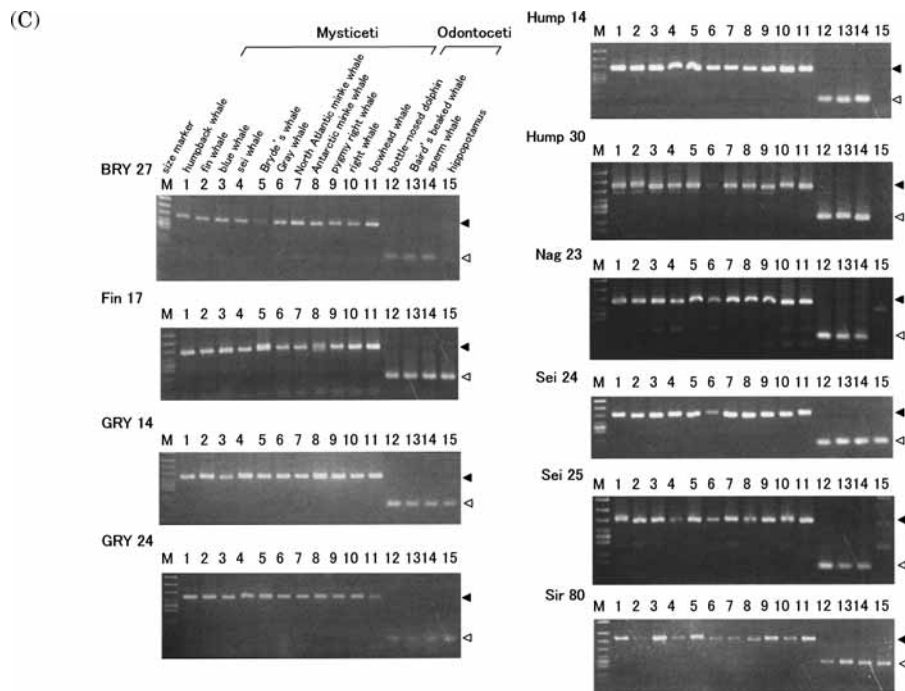 (C)
Mysticeti Odontoceti
size marker
humpback whale
fin whale
blue whale
sei whale
Bryde's whale
Gray whale
North Atlantic minke whale
Antarctic minke whale
pygmy right whale
right whale
bowhead whale
bottle-nosed dolphin
Baird's beaked whale
sperm whale
hippopotamus
BRY 27
M 1 2 3 4 5 6 7 8 9 10 11 12 13 14 15
Fin 17
M 1 2 3 4 5 6 7 8 9 10 11 12 13 14 15
GRY 14
M 1 2 3 4 5 6 7 8 9 10 11 12 13 14 15
GRY 24
M 1 2 3 4 5 6 7 8 9 10 11 12 13 14 15
Hump 14
M 1 2 3 4 5 6 7 8 9 10 11 12 13 14 15
Hump 30
M 1 2 3 4 5 6 7 8 9 10 11 12 13 14 15
Nag 23
M 1 2 3 4 5 6 7 8 9 10 11 12 13 14 15
Sei 24
M 1 2 3 4 5 6 7 8 9 10 11 12 13 14 15
Sei 25
M 1 2 3 4 5 6 7 8 9 10 11 12 13 14 15
Sir 80
M 1 2 3 4 5 6 7 8 9 10 11 12 13 14 15